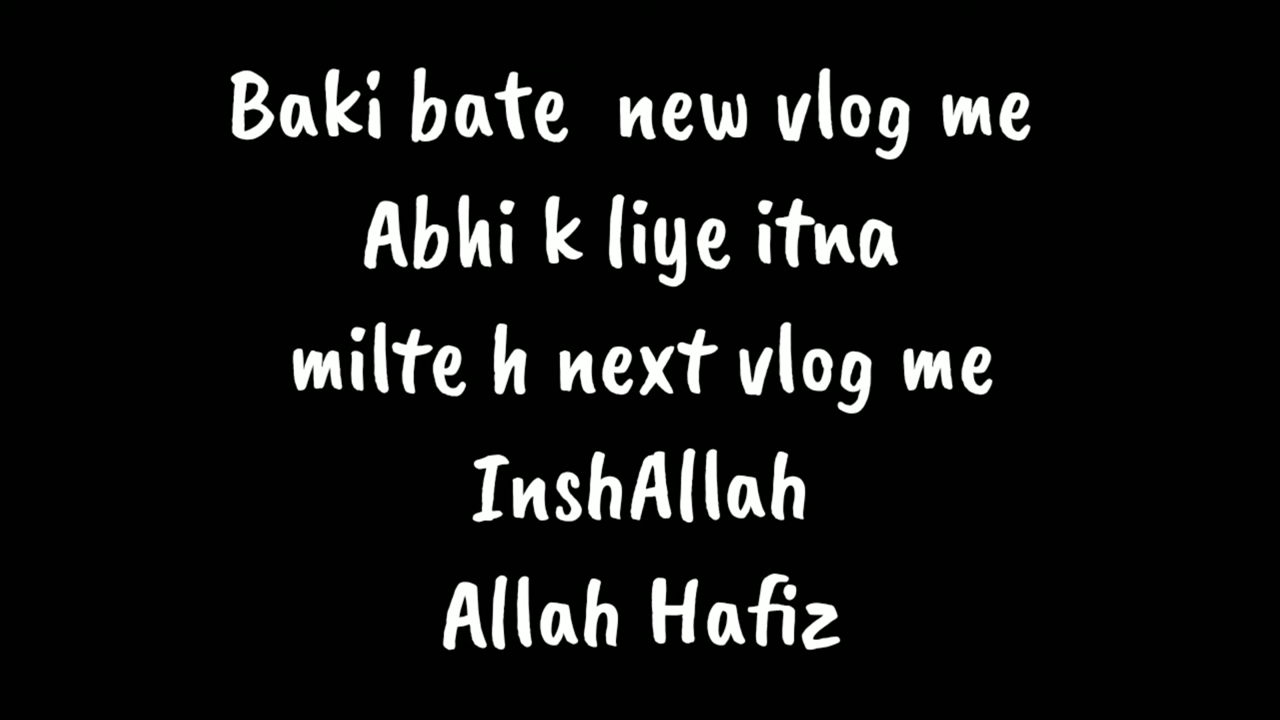 Baki bate new vlog me
Abhi k liye itna
milte h next vlog me
InshAllah
Allah Hafiz